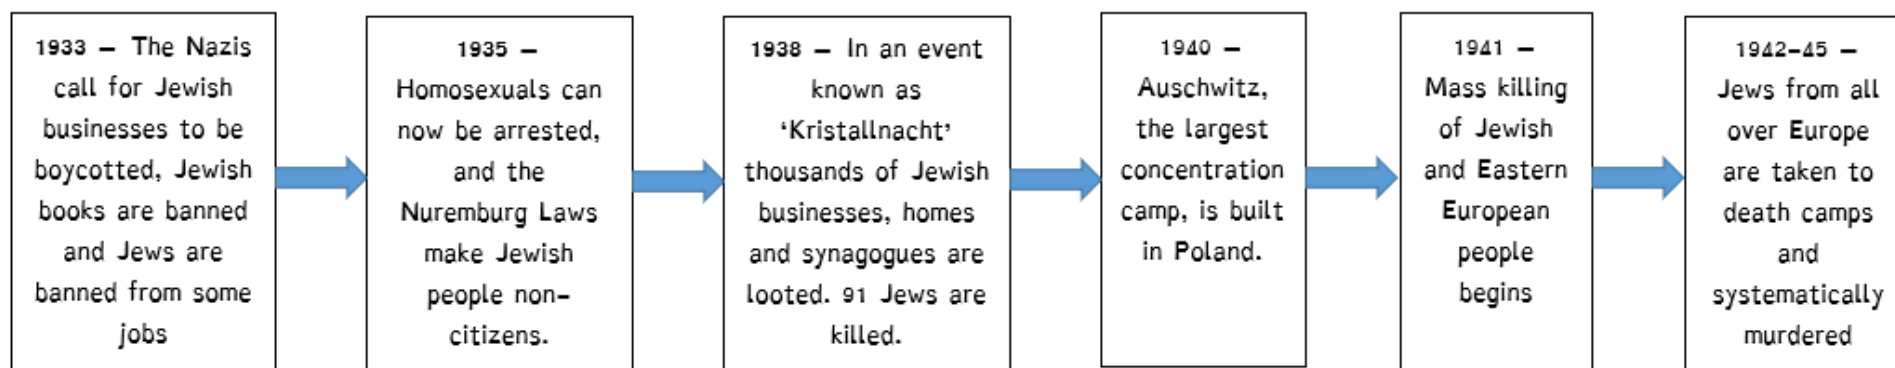 1933 – The Nazis
call for Jewish
businesses to be
boycotted, Jewish
books are banned
and Jews are
banned from some
jobs
1935 –
Homosexuals can
now be arrested,
and the
Nuremburg Laws
make Jewish
people non-
citizens.
1938 – In an event
known as
‘Kristallnacht’
thousands of Jewish
businesses, homes
and synagogues are
looted. 91 Jews are
killed.
1940 –
Auschwitz,
the largest
concentration
camp, is built
in Poland.
1941 –
Mass killing
of Jewish
and Eastern
European
people
begins
1942-45 –
Jews from all
over Europe
are taken to
death camps
and
systematically
murdered